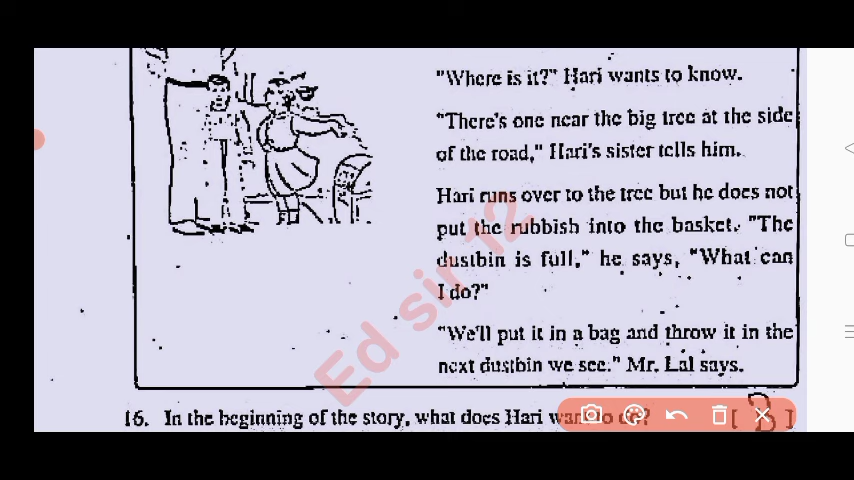 "Where is it?" Hari wants to know.
"There's one near the big tree at the side
of the road," Hari's sister tells him.
Hari runs over to the tree but he does not
put the rubbish into the basket. "The
dustbin is full," he says, "What can
I do?"
"We'll put it in a bag and throw it in the
next dustbin we see." Mr. Lal says.
Ed sir 12
16. In the beginning of the story, what does Hari want to do? [ B ]